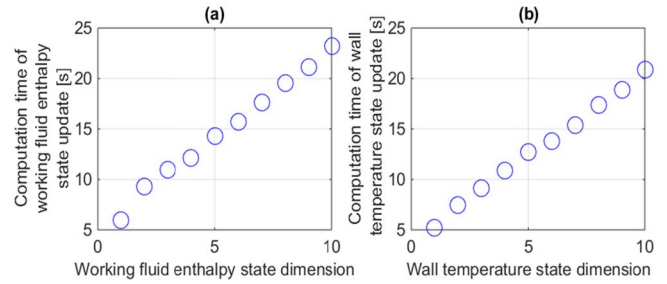 (a)
Computation time of
working fluid enthalpy
state update [s]
25
20
15
10
5
0
5
10
Working fluid enthalpy state dimension
(b)
Computation time of wall
temperature state update [s]
25
20
15
10
5
0
5
10
Wall temperature state dimension